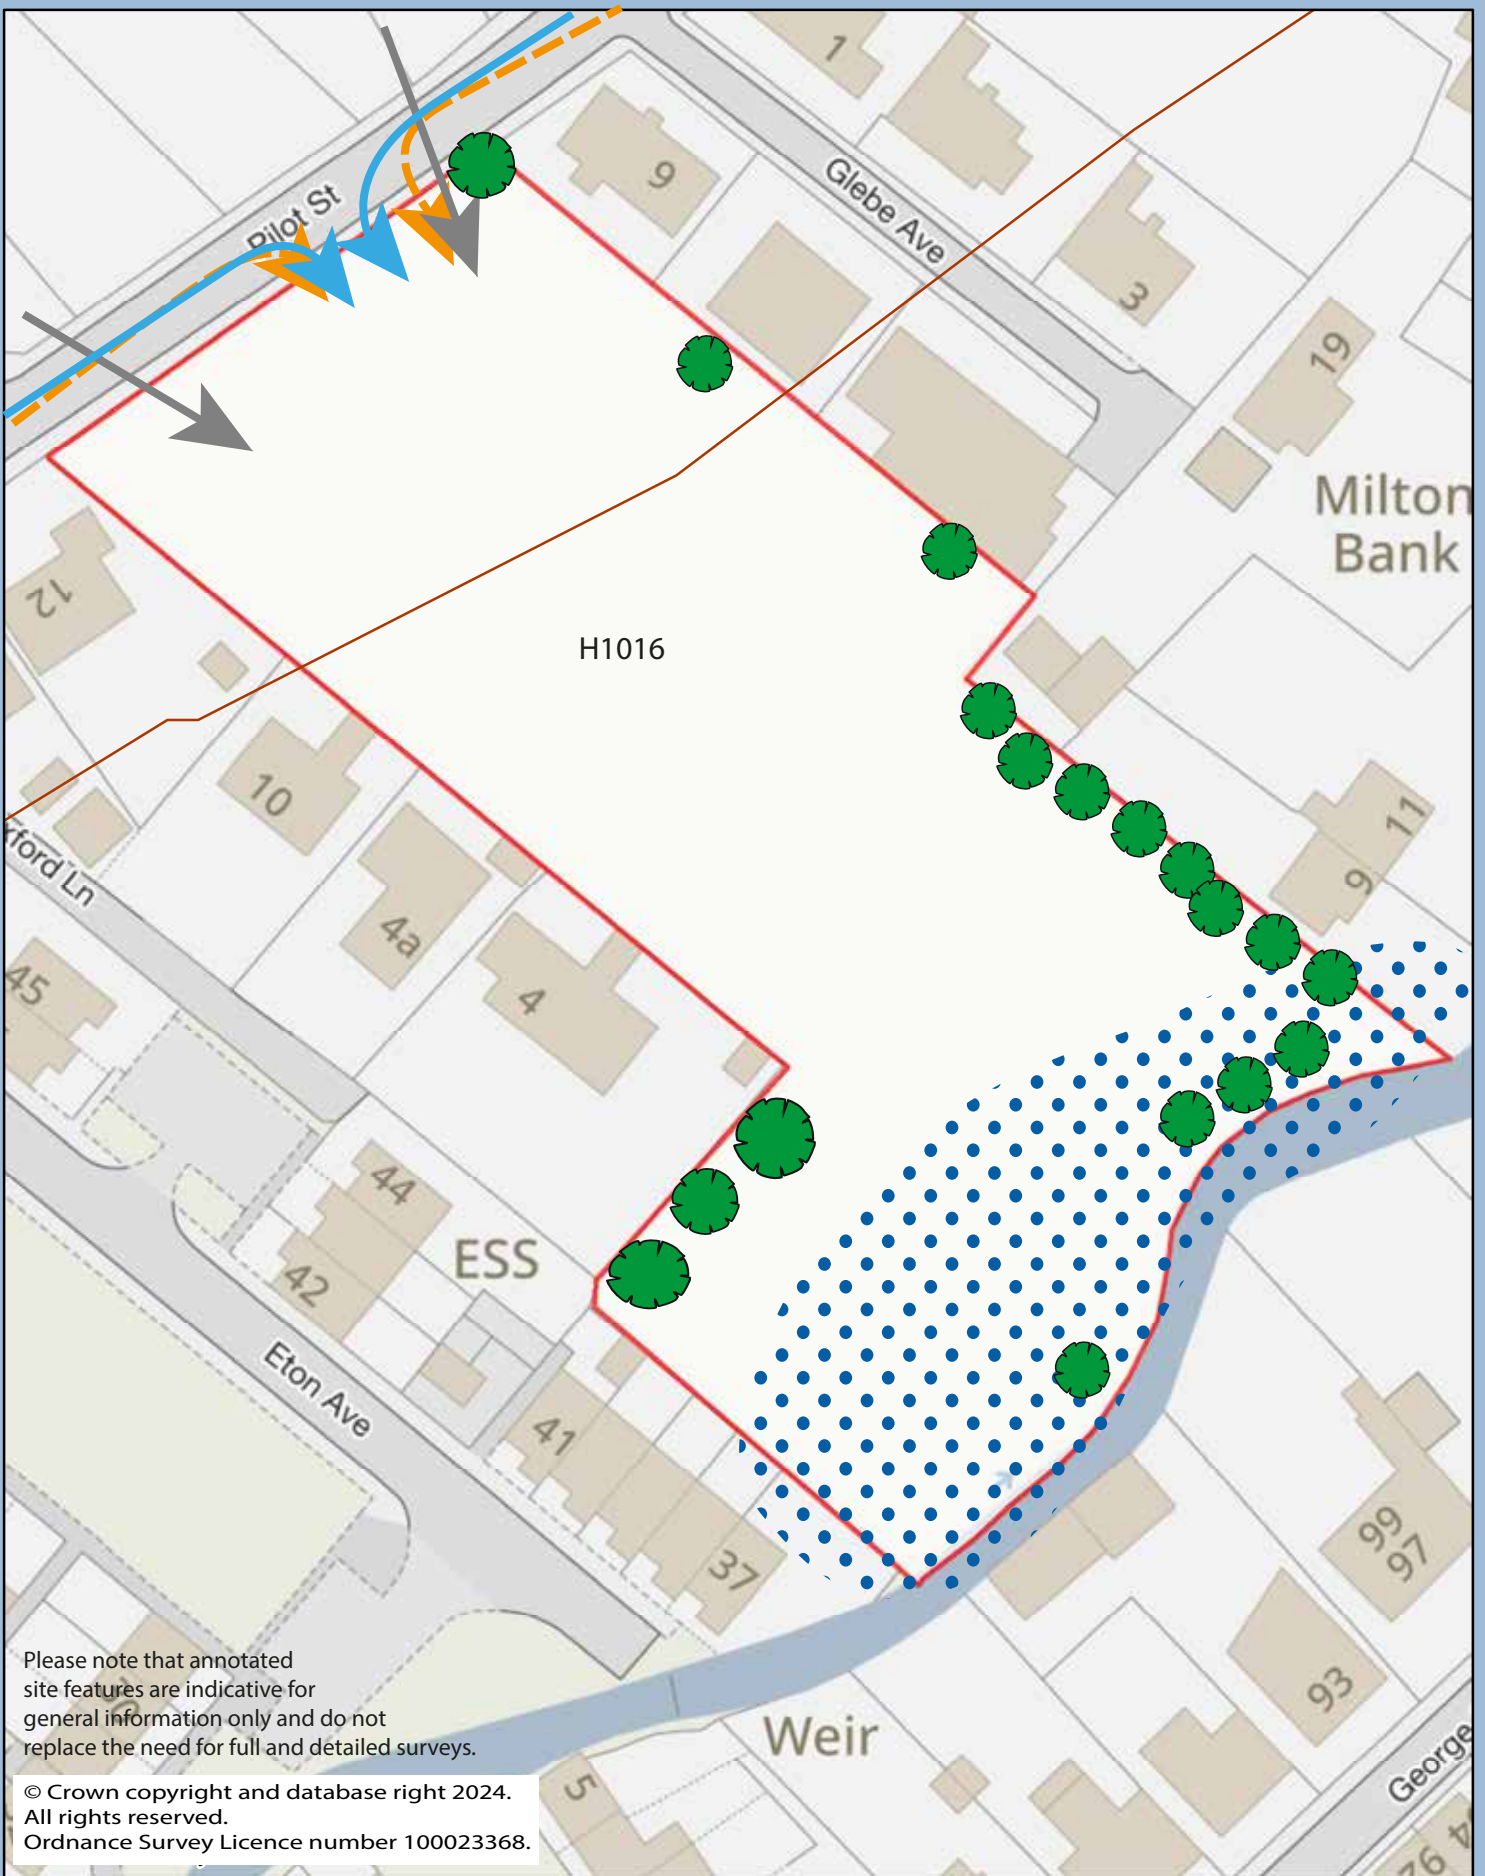 1
9
Pilot St
Glebe Ave
3
19
Milton
Bank
12
H1016
10
11
9
xford Ln
4a
45
4
44
ESS
42
Eton Ave
41
37
99
97
93
Please note that annotated
site features are indicative for
general information only and do not
replace the need for full and detailed surveys.
Weir
George
5
© Crown copyright and database right 2024.
All rights reserved.
Ordnance Survey Licence number 100023368.